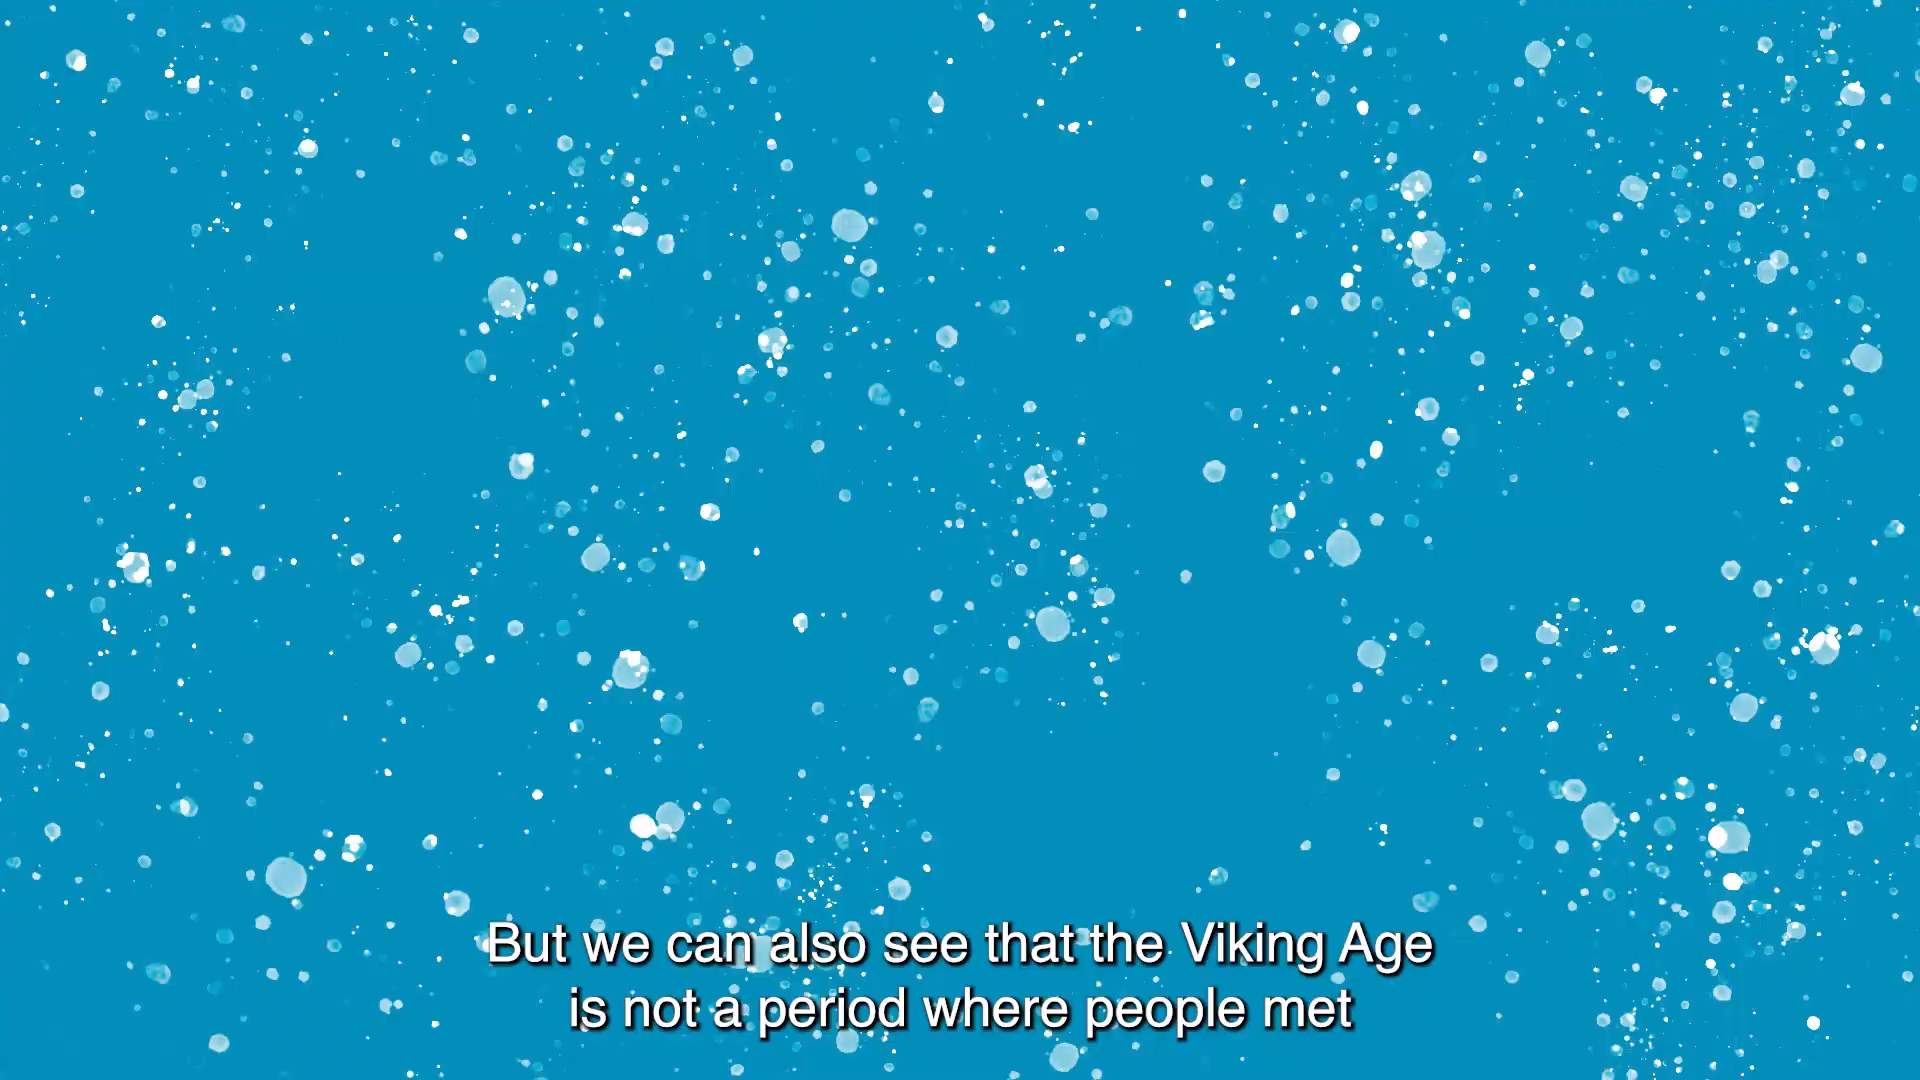 But we can also see that the Viking Age
is not a period where people met